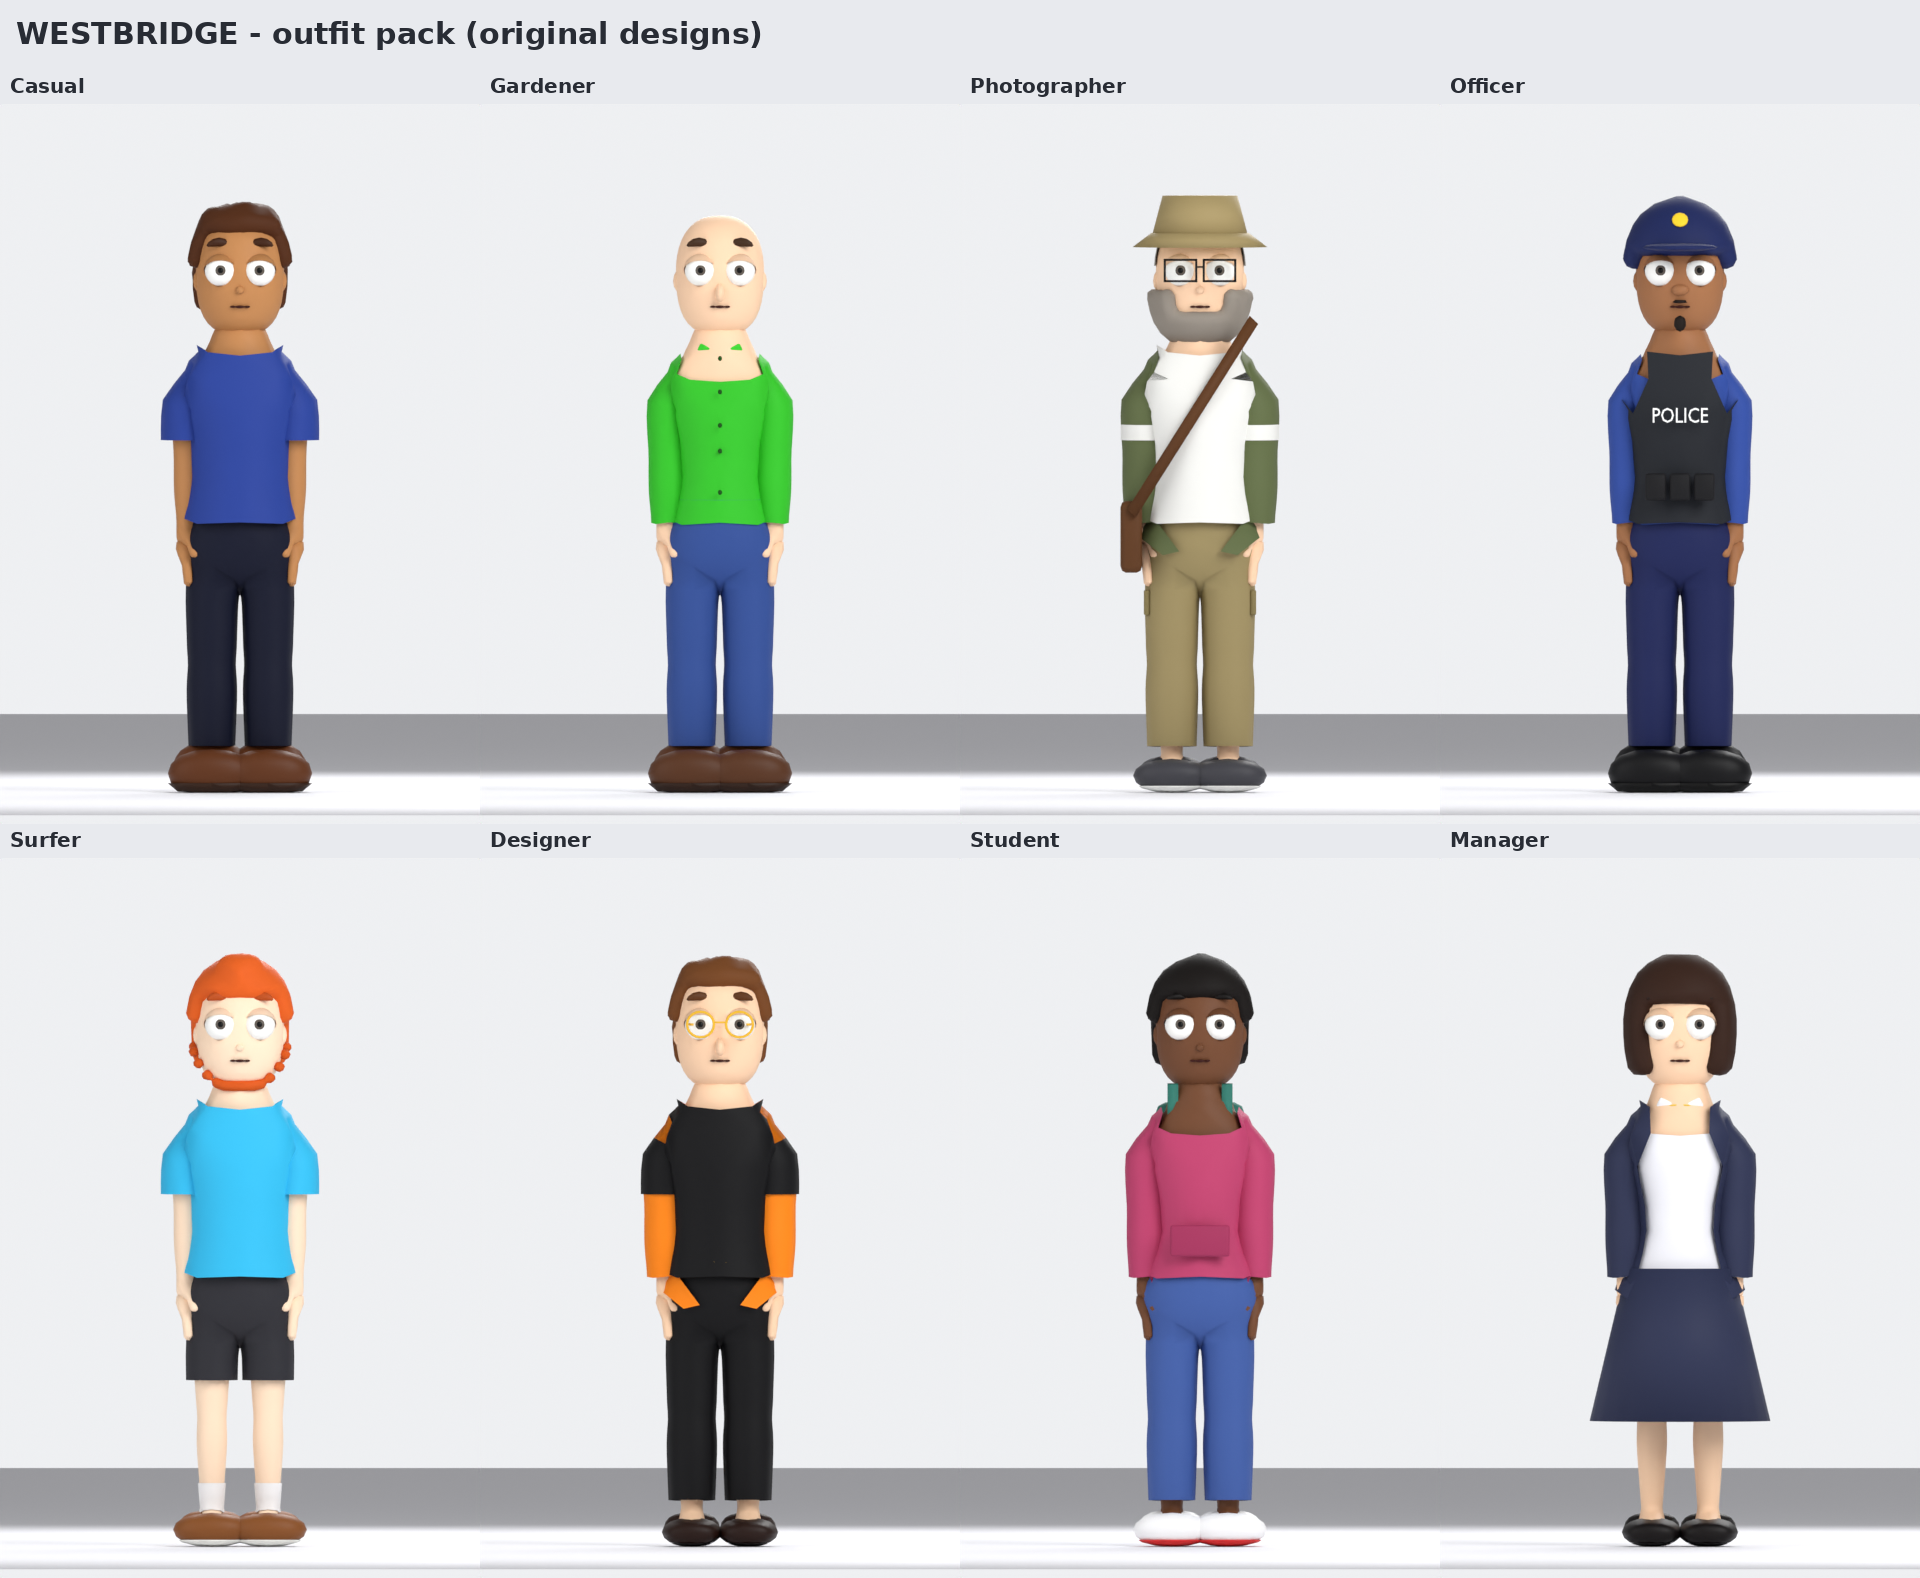 WESTBRIDGE - outfit pack (original designs)
Casual
Gardener
Photographer
Officer
POLICE
Surfer
Designer
Student
Manager